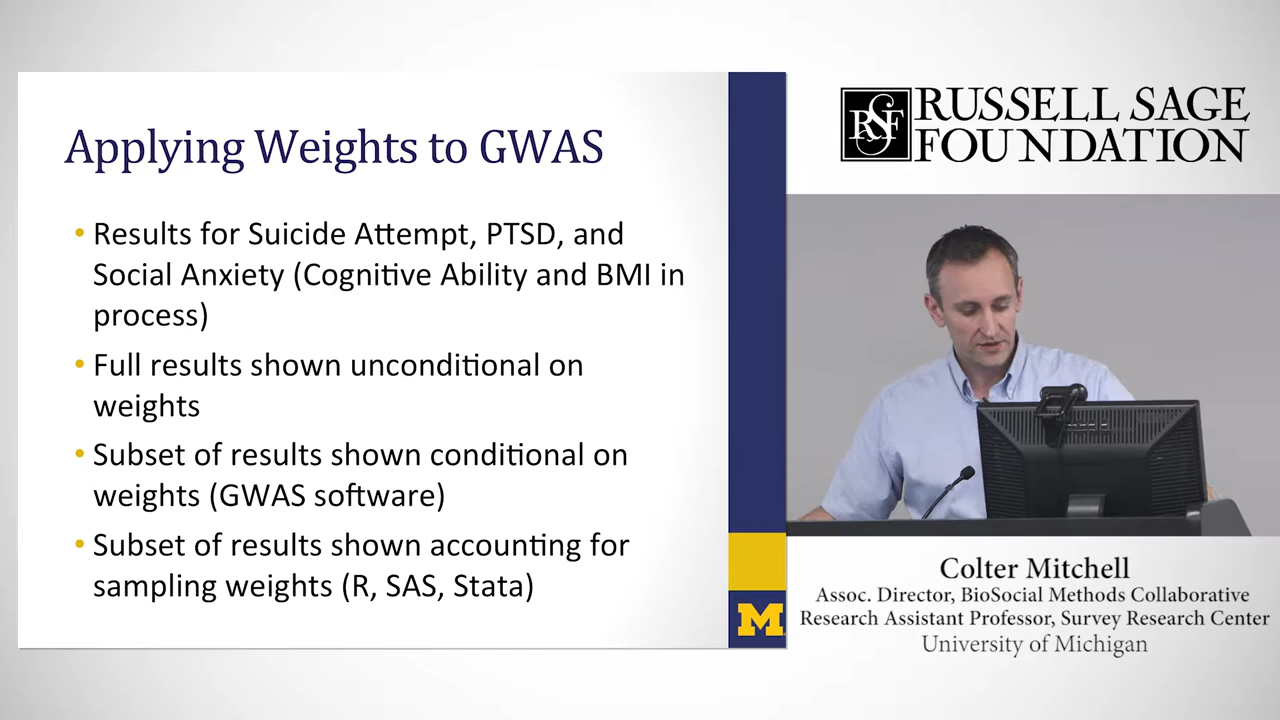 Applying Weights to GWAS
• Results for Suicide Attempt, PTSD, and
Social Anxiety (Cognitive Ability and BMI in
process)
• Full results shown unconditional on
weights
• Subset of results shown conditional on
weights (GWAS software)
• Subset of results shown accounting for
sampling weights (R, SAS, Stata)
M
RSF
RUSSELL SAGE
FOUNDATION
Colter Mitchell
Assoc. Director, BioSocial Methods Collaborative
Research Assistant Professor, Survey Research Center
University of Michigan